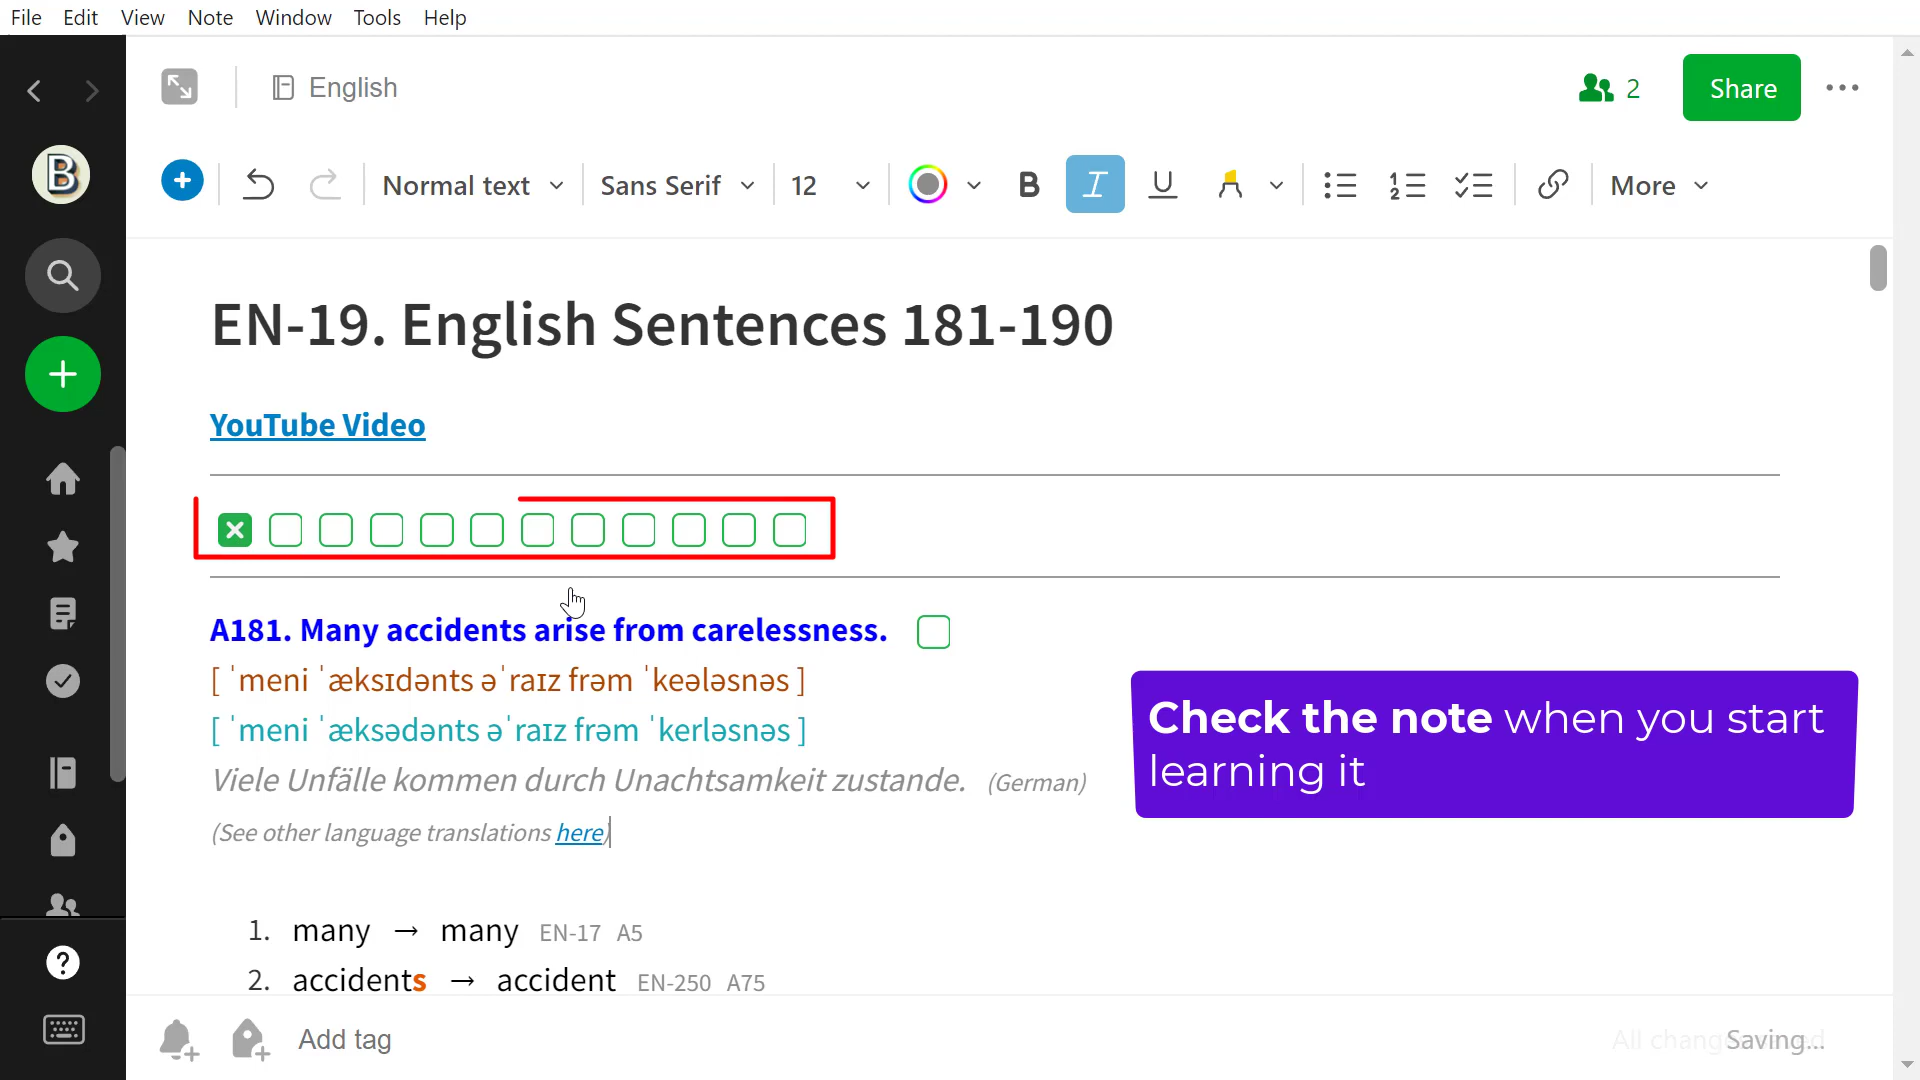 File Edit View Note Window Tools Help
English
2
Share
Normal text
Sans Serif
12
B I U
More
EN-19. English Sentences 181-190
YouTube Video
A181. Many accidents arise from carelessness.
[ ˈmeni ˈæksɪdənts əˈraɪz frəm ˈkeələsnəs ]
[ ˈmeni ˈæksədənts əˈraɪz frəm ˈkerləsnəs ]
Viele Unfälle kommen durch Unachtsamkeit zustande. (German)
(See other language translations here)
Check the note when you start
learning it
1. many → many EN-17 A5
2. accidents → accident EN-250 A75
Add tag
Saving...